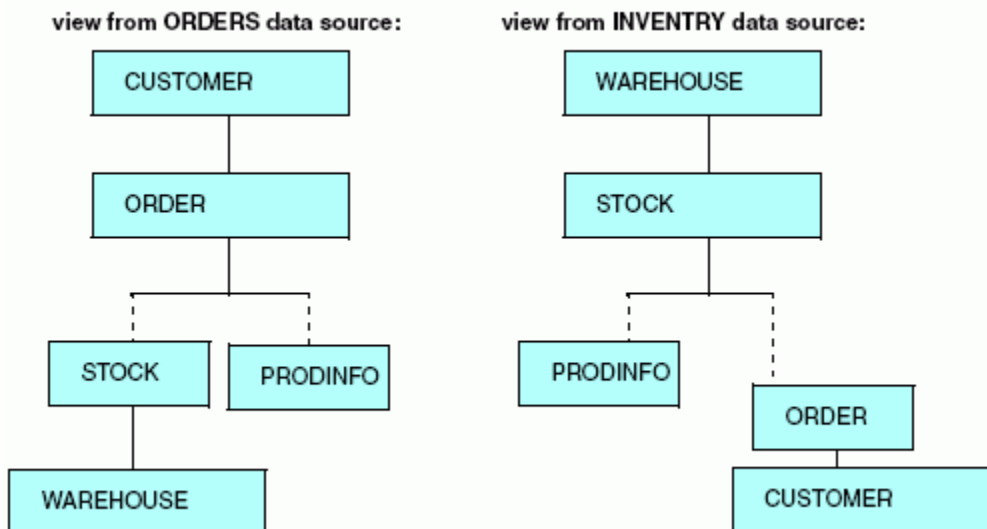 view from ORDERS data source:
CUSTOMER
ORDER
STOCK
PRODINFO
WAREHOUSE
view from INVENTRY data source:
WAREHOUSE
STOCK
PRODINFO
ORDER
CUSTOMER